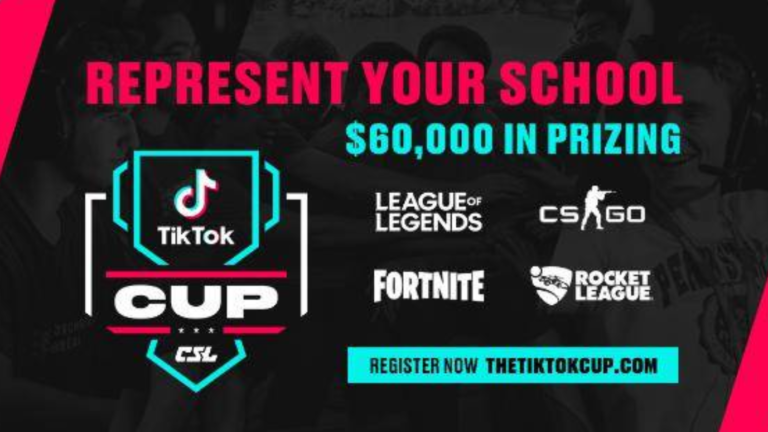 REPRESENT YOUR SCHOOL
$60,000 IN PRIZING
TikTok
CUP
CSL
LEAGUE OF
LEGENDS
CS GO
FORTNITE
ROCKET
LEAGUE
REGISTER NOW THETIKTOKCUP.COM